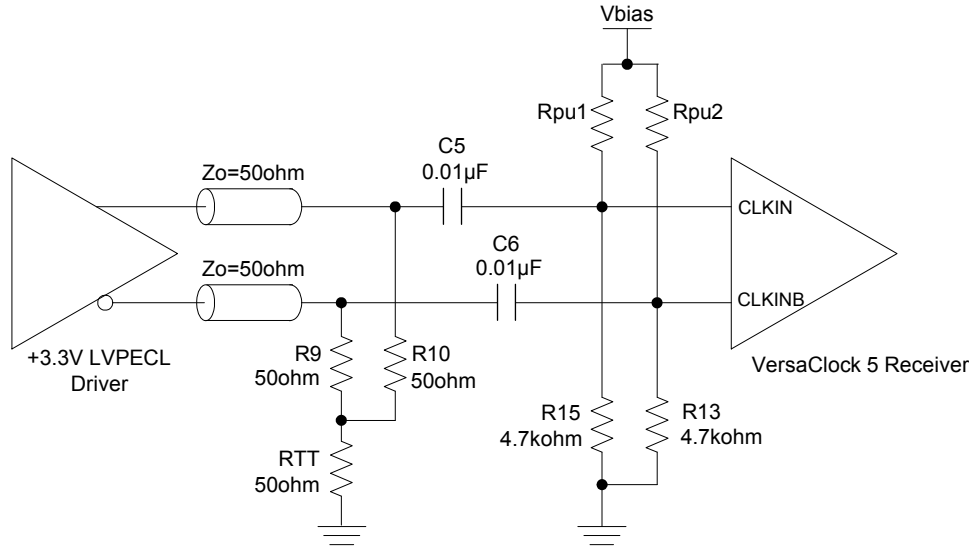 Vbias
Rpu1
Rpu2
C5
0.01µF
Zo=50ohm
CLKIN
C6
0.01µF
Zo=50ohm
CLKINB
+3.3V LVPECL
Driver
R9
50ohm
R10
50ohm
VersaClock 5 Receiver
R15
4.7kohm
R13
4.7kohm
RTT
50ohm